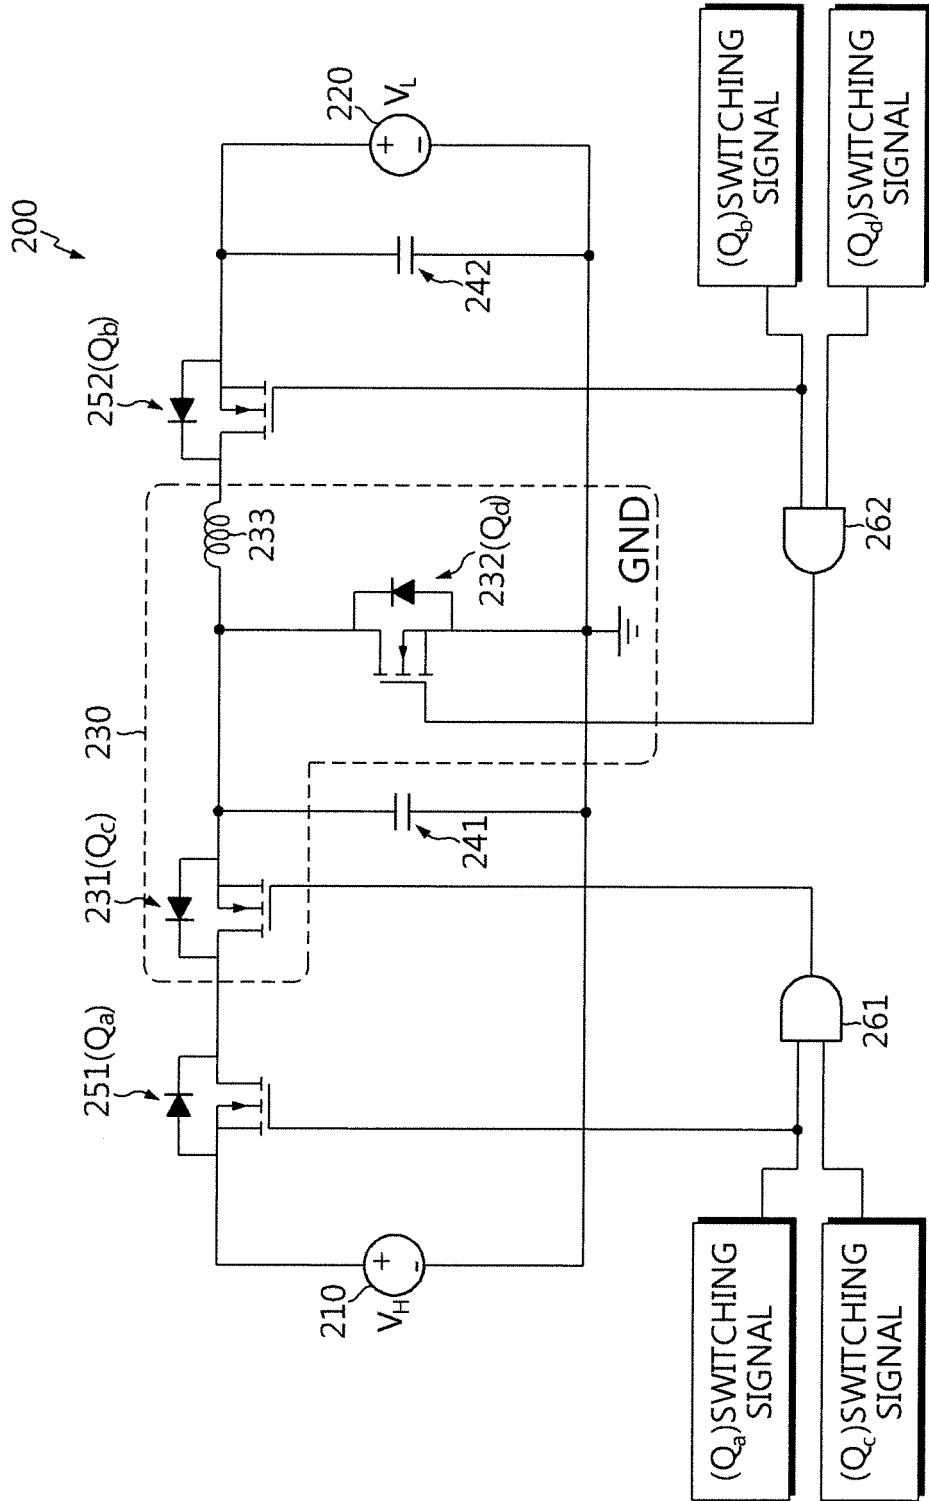 200
230
251(Qa)
231(Qc)
252(Qb)
233
232(Qd)
210
VH
+
-
241
242
220
VL
+
-
GND
261
262
(Qa)SWITCHING
SIGNAL
(Qc)SWITCHING
SIGNAL
(Qb)SWITCHING
SIGNAL
(Qd)SWITCHING
SIGNAL